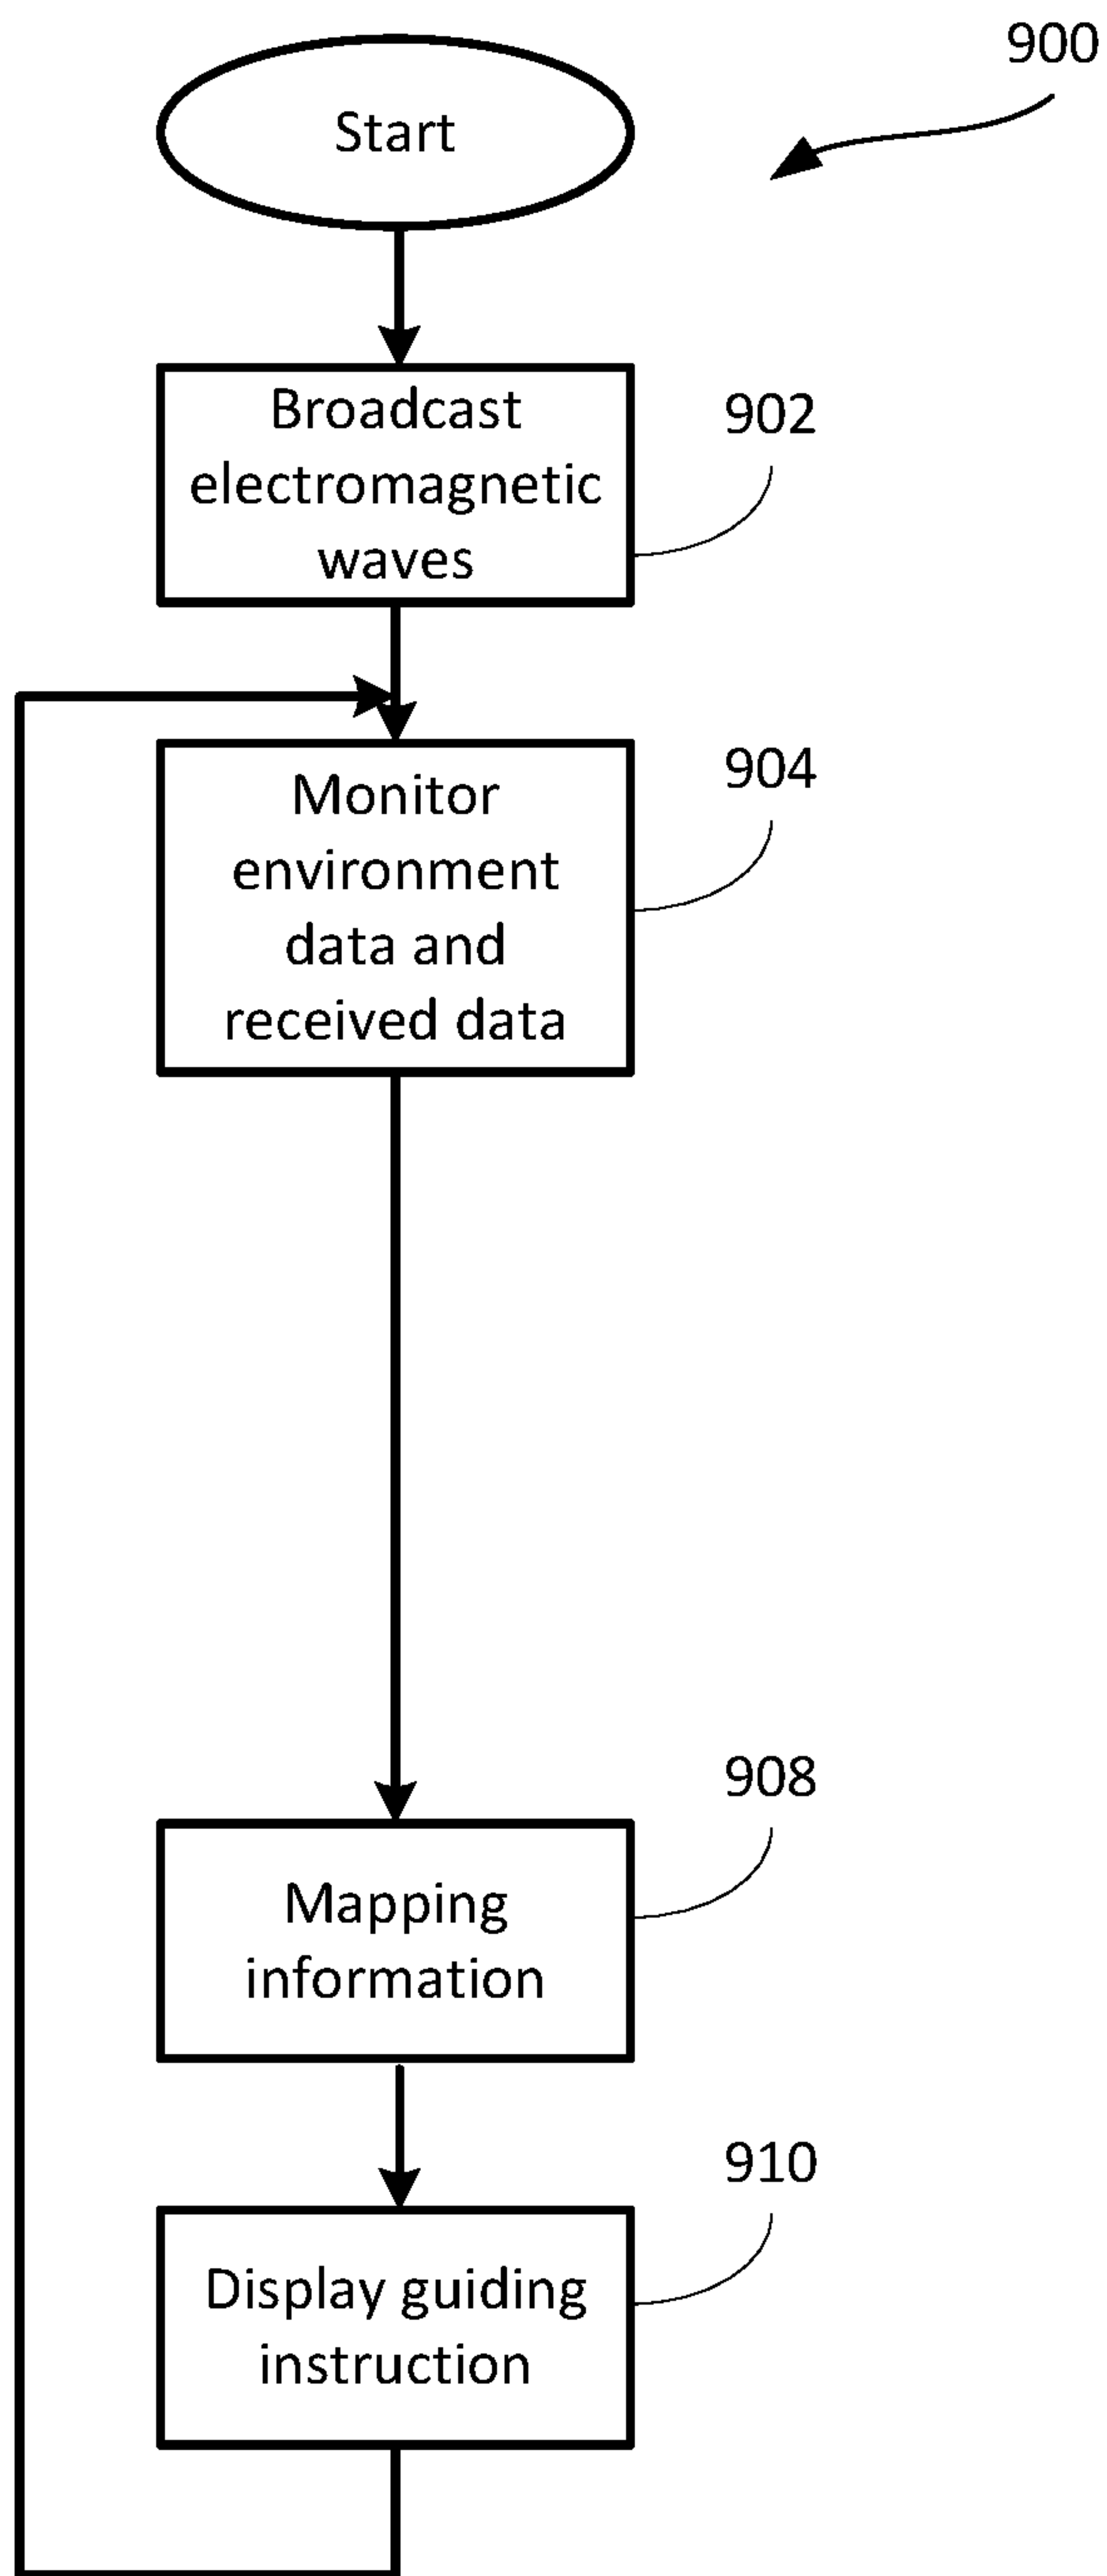 900
Start
Broadcast
electromagnetic
waves
902
Monitor
environment
data and
received data
904
Mapping
information
908
Display guiding
instruction
910